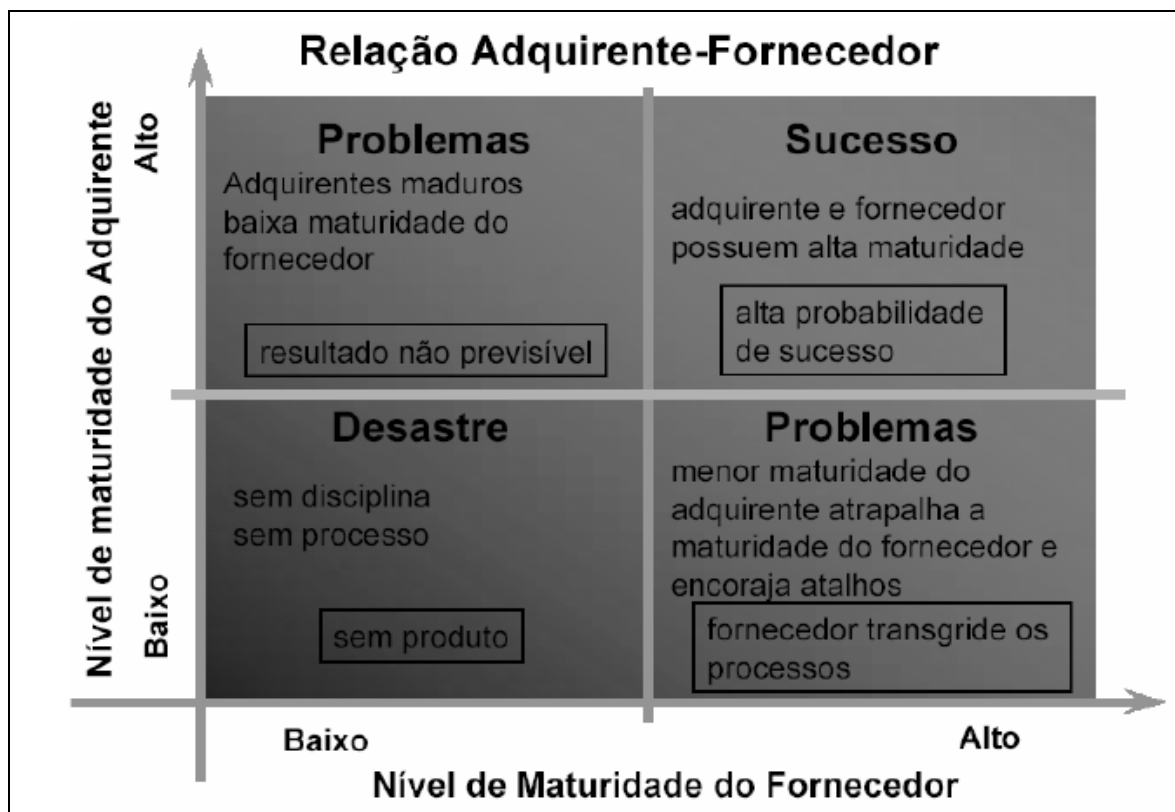 Relação Adquirente-Fornecedor
Nível de maturidade do Adquirente
Alto
Baixo
Problemas
Adquirentes maduros
baixa maturidade do
fornecedor
resultado não previsível
Sucesso
adquirente e fornecedor
possuem alta maturidade
alta probabilidade
de sucesso
Desastre
sem disciplina
sem processo
sem produto
Problemas
menor maturidade do
adquirente atrapalha a
maturidade do fornecedor e
encoraja atalhos
fornecedor transgride os
processos
Baixo
Alto
Nível de Maturidade do Fornecedor